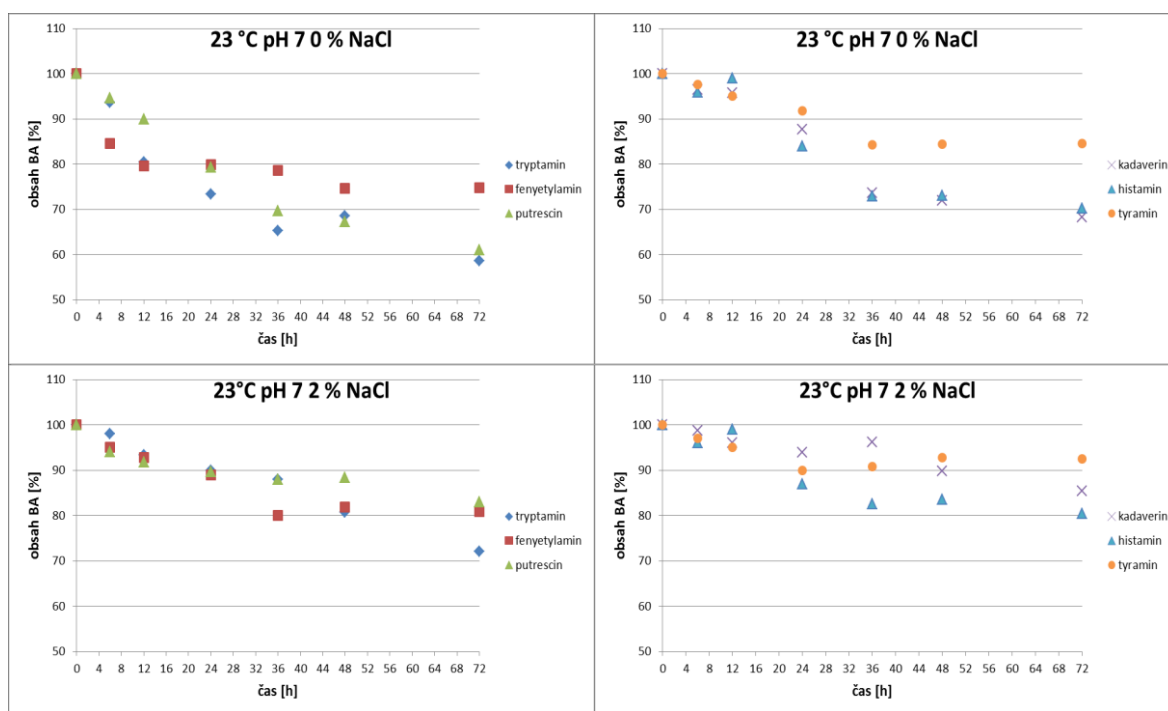 23 °C pH 7 0 % NaCl
obsah BA [%]
110
100
90
80
70
60
50
0 4 8 12 16 20 24 28 32 36 40 44 48 52 56 60 64 68 72
čas [h]
tryptamin
fenyetylamin
putrescin
23 °C pH 7 0 % NaCl
obsah BA [%]
110
100
90
80
70
60
50
0 4 8 12 16 20 24 28 32 36 40 44 48 52 56 60 64 68 72
čas [h]
kadaverin
histamin
tyramin
23°C pH 7 2 % NaCl
obsah BA [%]
110
100
90
80
70
60
50
0 4 8 12 16 20 24 28 32 36 40 44 48 52 56 60 64 68 72
čas [h]
tryptamin
fenyetylamin
putrescin
23°C pH 7 2 % NaCl
obsah BA [%]
110
100
90
80
70
60
50
0 4 8 12 16 20 24 28 32 36 40 44 48 52 56 60 64 68 72
čas [h]
kadaverin
histamin
tyramin